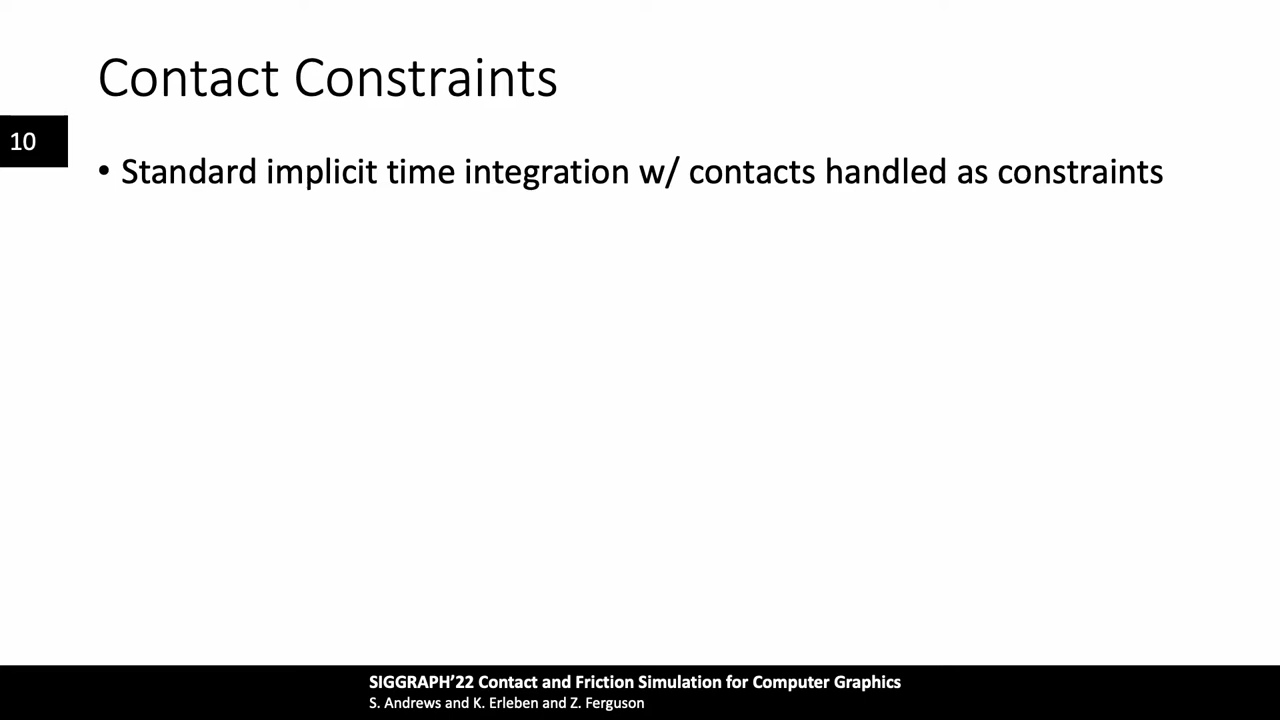 Contact Constraints
10
• Standard implicit time integration w/ contacts handled as constraints
SIGGRAPH’22 Contact and Friction Simulation for Computer Graphics
S. Andrews and K. Erleben and Z. Ferguson